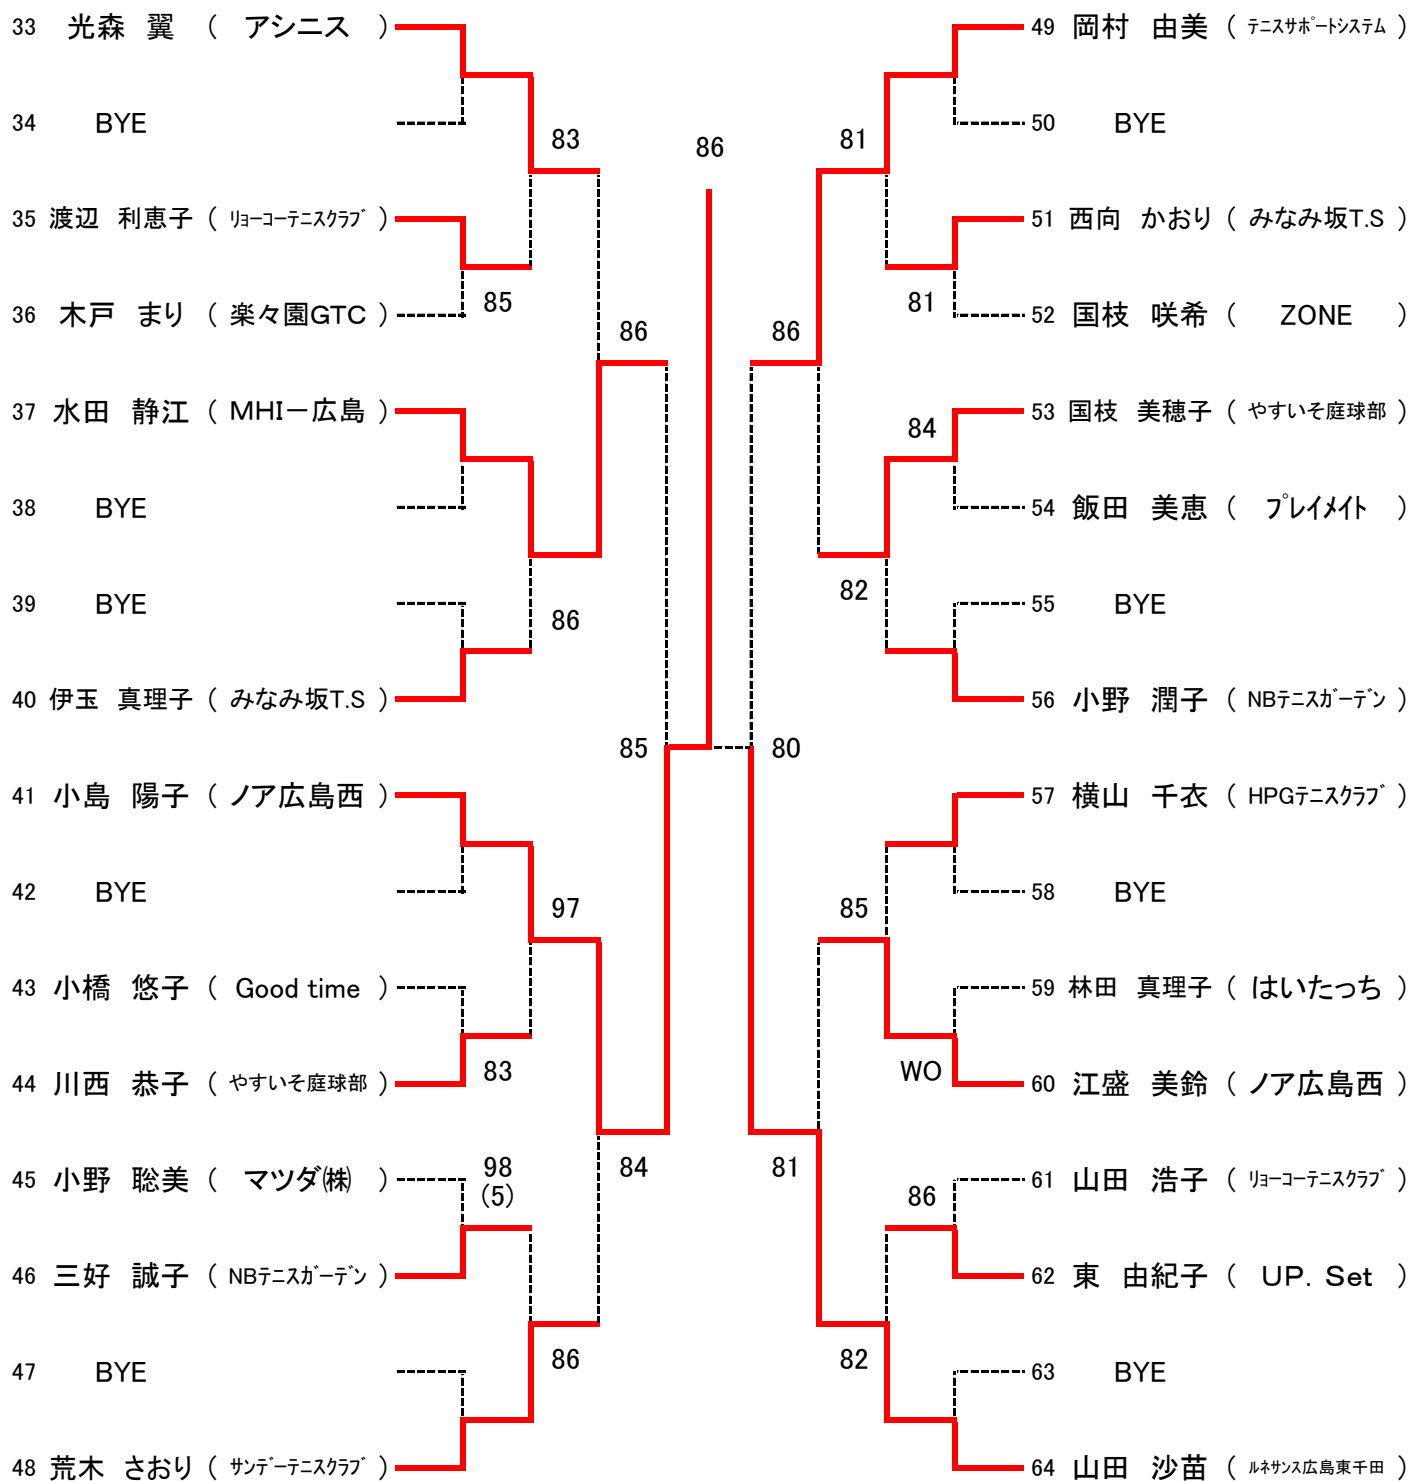 33 光森 翼 ( アシニス )
34 BYE
83
35 渡辺 利恵子 ( リョーコーテニスクラブ )
85
36 木戸 まり ( 楽々園GTC )
86
37 水田 静江 ( MHIー広島 )
38 BYE
39 BYE
86
40 伊玉 真理子 ( みなみ坂T.S )
85
41 小島 陽子 ( ノア広島西 )
42 BYE
97
43 小橋 悠子 ( Good time )
83
44 川西 恭子 ( やすいそ庭球部 )
84
45 小野 聡美 ( マツダ㈱ )
98
(5)
46 三好 誠子 ( NBテニスガーデン )
86
47 BYE
48 荒木 さおり ( サンデーテニスクラブ )
86
49 岡村 由美 ( テニスサポートシステム )
50 BYE
81
51 西向 かおり ( みなみ坂T.S )
81
52 国枝 咲希 ( ZONE )
86
53 国枝 美穂子 ( やすいそ庭球部 )
84
54 飯田 美恵 ( プレイメイト )
82
55 BYE
56 小野 潤子 ( NBテニスガーデン )
80
57 横山 千衣 ( HPGテニスクラブ )
58 BYE
85
59 林田 真理子 ( はいたっち )
WO
60 江盛 美鈴 ( ノア広島西 )
81
61 山田 浩子 ( リョーコーテニスクラブ )
86
62 東 由紀子 ( UP. Set )
82
63 BYE
64 山田 沙苗 ( ルネサンス広島東千田 )